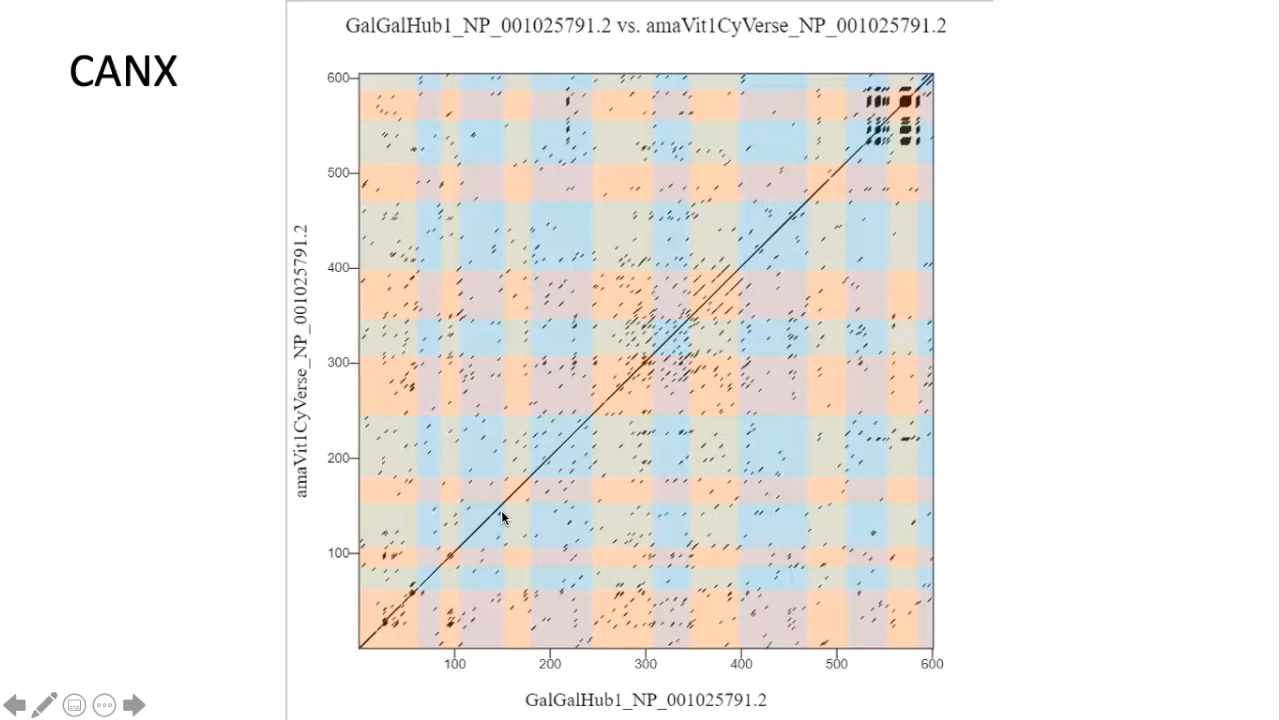 GalGalHub1_NP_001025791.2 vs. amaVit1CyVerse_NP_001025791.2
CANX
amaVit1CyVerse_NP_001025791.2
600
500
400
300
200
100
100 200 300 400 500 600
GalGalHub1_NP_001025791.2